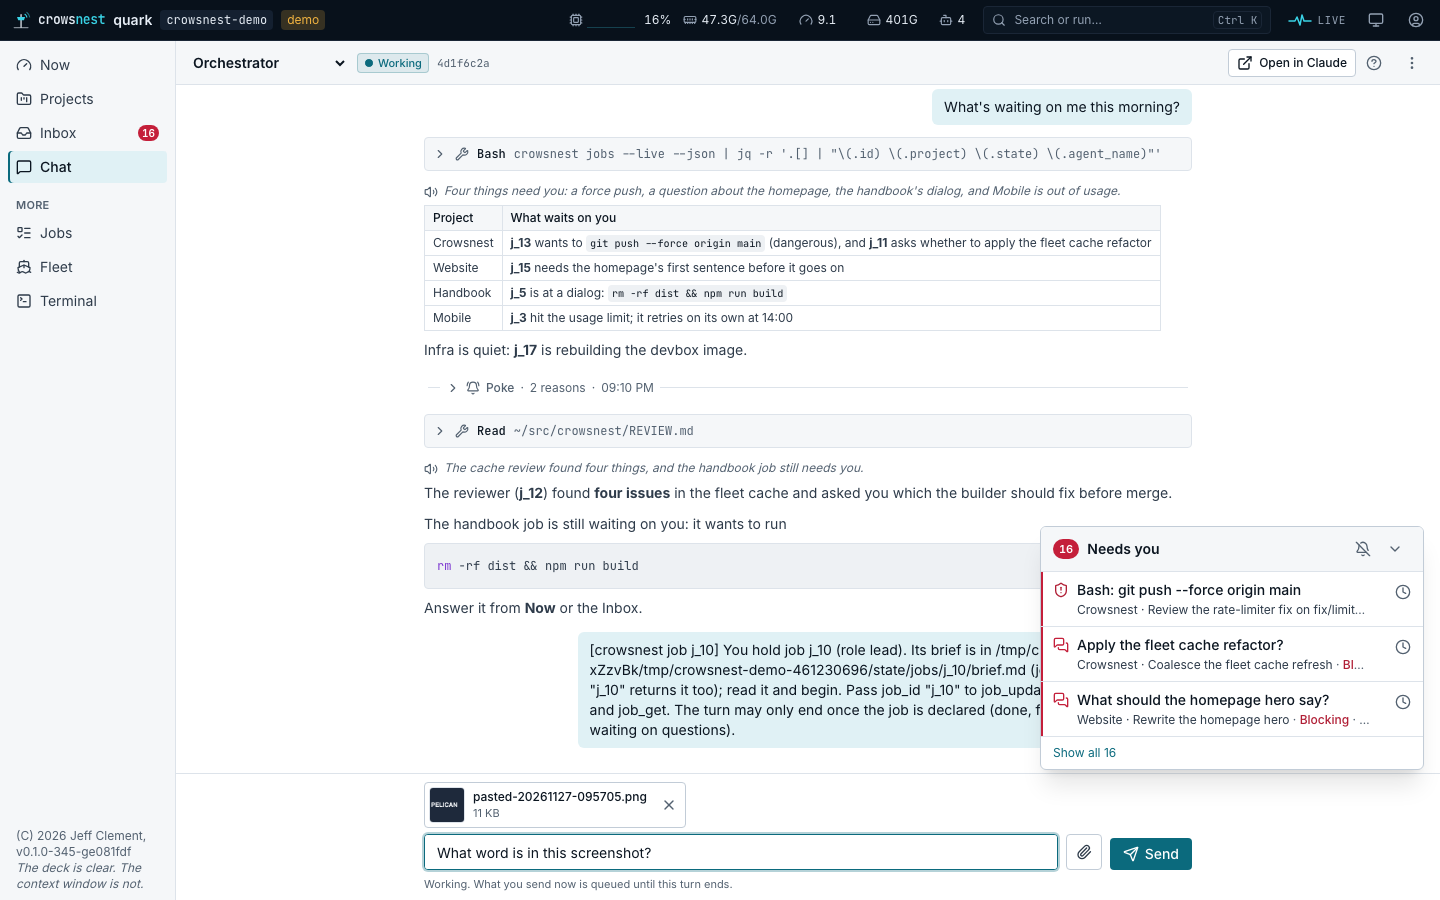 crowsnest quark crowsnest-demo demo 16% 47.3G/64.0G 9.1 401G 4 Search or run... Ctrl K LIVE
Now
Projects
Inbox 16
Chat
MORE
Jobs
Fleet
Terminal
(C) 2026 Jeff Clement,
v0.1.0-345-ge081fdf
The deck is clear. The
context window is not.
Orchestrator Working 4d1f6c2a Open in Claude
What's waiting on me this morning?
Bash crowsnest jobs --live --json | jq -r '.[] | "\(.id) \(.project) \(.state) \(.agent_name)"'
Four things need you: a force push, a question about the homepage, the handbook's dialog, and Mobile is out of usage.
Project What waits on you
Crowsnest j_13 wants to git push --force origin main (dangerous), and j_11 asks whether to apply the fleet cache refactor
Website j_15 needs the homepage's first sentence before it goes on
Handbook j_5 is at a dialog: rm -rf dist && npm run build
Mobile j_3 hit the usage limit; it retries on its own at 14:00
Infra is quiet: j_17 is rebuilding the devbox image.
Poke · 2 reasons · 09:10 PM
Read ~/src/crowsnest/REVIEW.md
The cache review found four things, and the handbook job still needs you.
The reviewer (j_12) found four issues in the fleet cache and asked you which the builder should fix before merge.
The handbook job is still waiting on you: it wants to run
rm -rf dist && npm run build
Answer it from Now or the Inbox.
[crowsnest job j_10] You hold job j_10 (role lead). Its brief is in /tmp/c
xZzvBk/tmp/crowsnest-demo-461230696/state/jobs/j_10/brief.md (j
"j_10" returns it too); read it and begin. Pass job_id "j_10" to job_upda
and job_get. The turn may only end once the job is declared (done, f
waiting on questions).
16 Needs you
Bash: git push --force origin main
Crowsnest · Review the rate-limiter fix on fix/limit...
Apply the fleet cache refactor?
Crowsnest · Coalesce the fleet cache refresh · Bl...
What should the homepage hero say?
Website · Rewrite the homepage hero · Blocking · ...
Show all 16
PELICAN
pasted-20261127-095705.png
11 KB
What word is in this screenshot?
Send
Working. What you send now is queued until this turn ends.